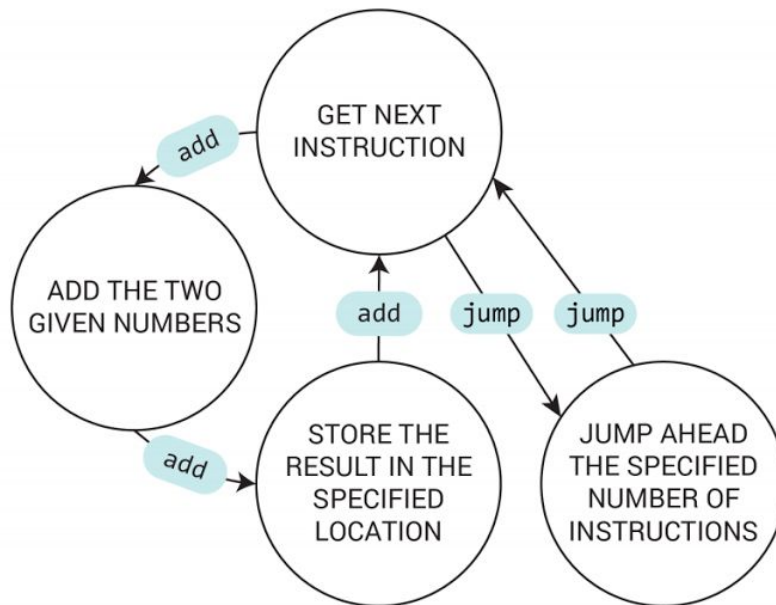 GET NEXT
INSTRUCTION
add
ADD THE TWO
GIVEN NUMBERS
add
jump
jump
add
STORE THE
RESULT IN THE
SPECIFIED
LOCATION
JUMP AHEAD
THE SPECIFIED
NUMBER OF
INSTRUCTIONS